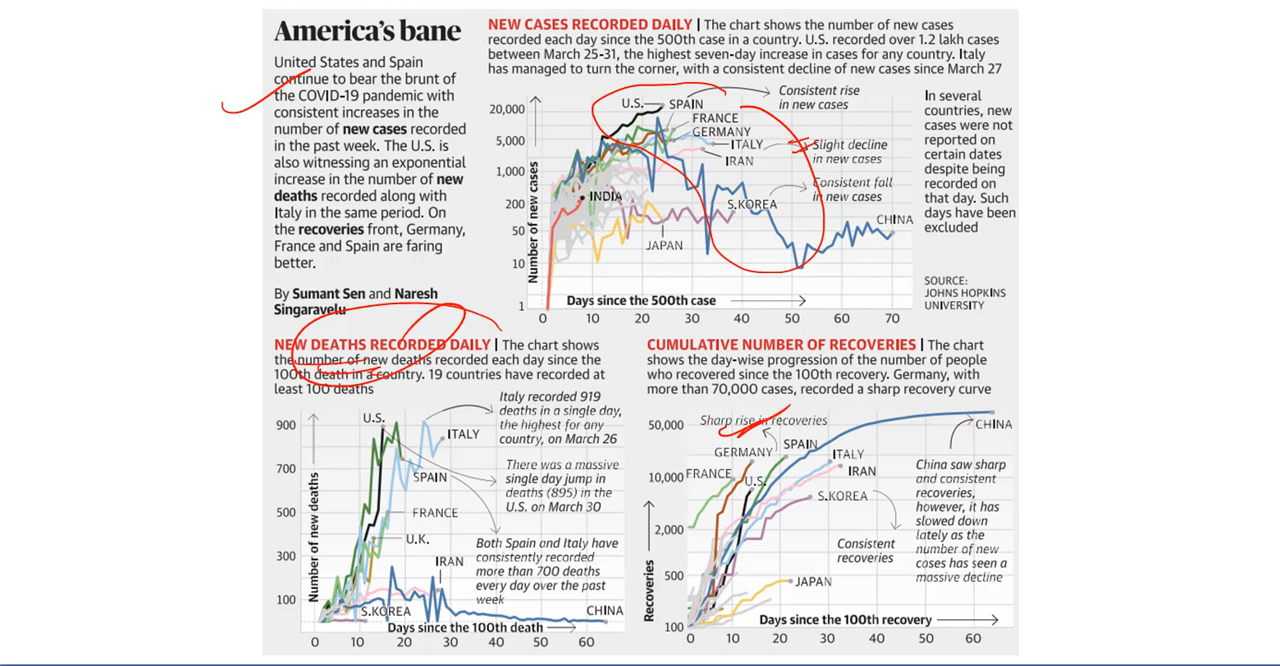 America's bane
United States and Spain
continue to bear the brunt of
the COVID-19 pandemic with
consistent increases in the
number of new cases recorded
in the past week. The U.S. is
also witnessing an exponential
increase in the number of new
deaths recorded along with
Italy in the same period. On
the recoveries front, Germany,
France and Spain are faring
better.
By Sumant Sen and Naresh
Singaravelu
NEW CASES RECORDED DAILY | The chart shows the number of new cases
recorded each day since the 500th case in a country. U.S. recorded over 1.2 lakh cases
between March 25-31, the highest seven-day increase in cases for any country. Italy
has managed to turn the corner, with a consistent decline of new cases since March 27
Number of new cases
20,000
5,000
1,000
200
50
10
1
U.S.
SPAIN
FRANCE
GERMANY
ITALY
IRAN
INDIA
S.KOREA
JAPAN
CHINA
Consistent rise
in new cases
Slight decline
in new cases
Consistent fall
in new cases
Days since the 500th case
0 10 20 30 40 50 60 70
In several
countries, new
cases were not
reported on
certain dates
despite being
recorded on
that day. Such
days have been
excluded
SOURCE:
JOHNS HOPKINS
UNIVERSITY
NEW DEATHS RECORDED DAILY | The chart shows
the number of new deaths recorded each day since the
100th death in a country. 19 countries have recorded at
least 100 deaths
Number of new deaths
900
700
500
300
100
U.S.
ITALY
SPAIN
FRANCE
U.K.
IRAN
S.KOREA
CHINA
Italy recorded 919
deaths in a single day,
the highest for any
country, on March 26
There was a massive
single day jump in
deaths (895) in the
U.S. on March 30
Both Spain and Italy have
consistently recorded
more than 700 deaths
every day over the past
week
Days since the 100th death
0 10 20 30 40 50 60
CUMULATIVE NUMBER OF RECOVERIES | The chart
shows the day-wise progression of the number of people
who recovered since the 100th recovery. Germany, with
more than 70,000 cases, recorded a sharp recovery curve
Recoveries
50,000
10,000
2,000
500
100
Sharp rise in recoveries
GERMANY
SPAIN
ITALY
FRANCE
U.S.
IRAN
S.KOREA
JAPAN
CHINA
Consistent
recoveries
China saw sharp
and consistent
recoveries,
however, it has
slowed down
lately as the
number of new
cases has seen a
massive decline
Days since the 100th recovery
0 10 20 30 40 50 60